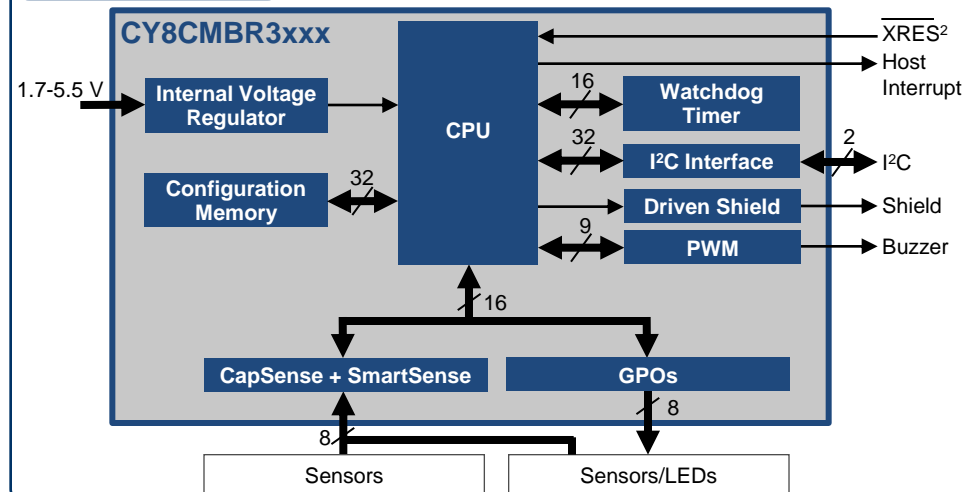 CY8CMBR3xxx
XRES²
Host
Interrupt
1.7-5.5 V
Internal Voltage
Regulator
CPU
16
Watchdog
Timer
32
I²C Interface
2
I²C
Configuration
Memory
32
Driven Shield
Shield
9
PWM
Buzzer
16
CapSense + SmartSense
GPOs
8
8
Sensors
Sensors/LEDs